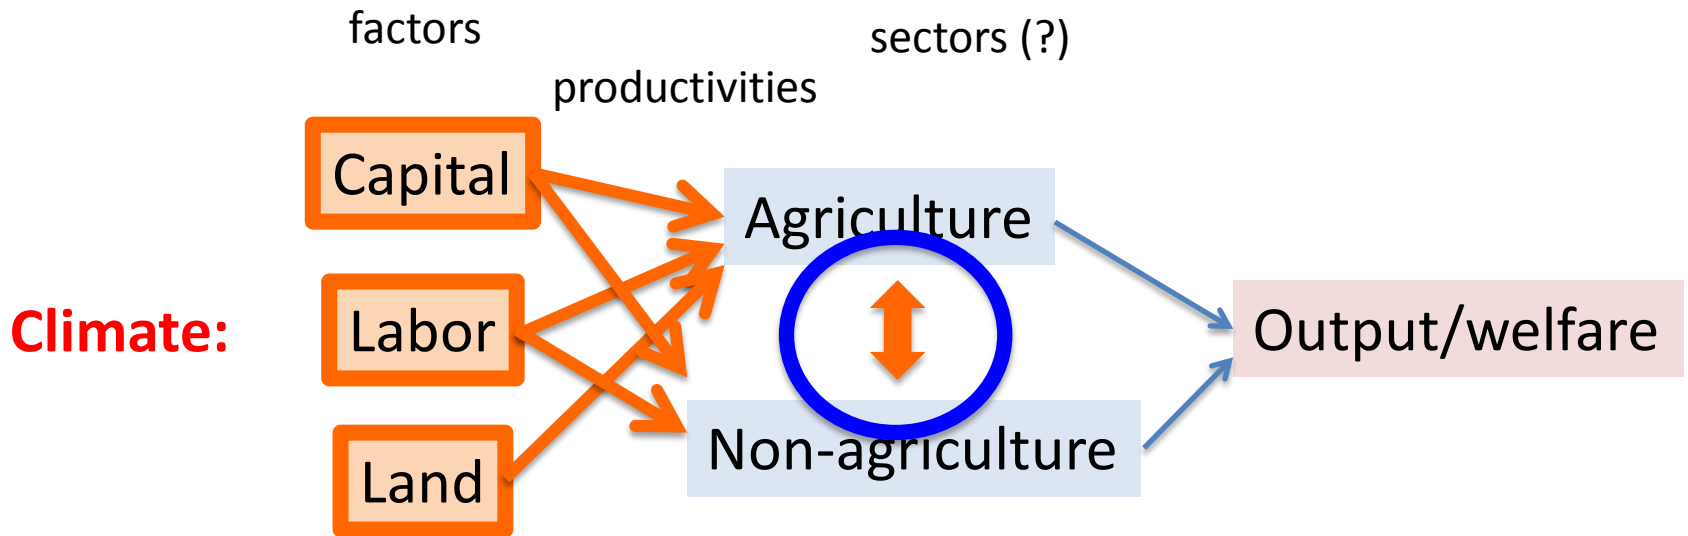 factors
sectors (?)
productivities
Capital
Agriculture
Climate:
Labor
Output/welfare
Non-agriculture
Land